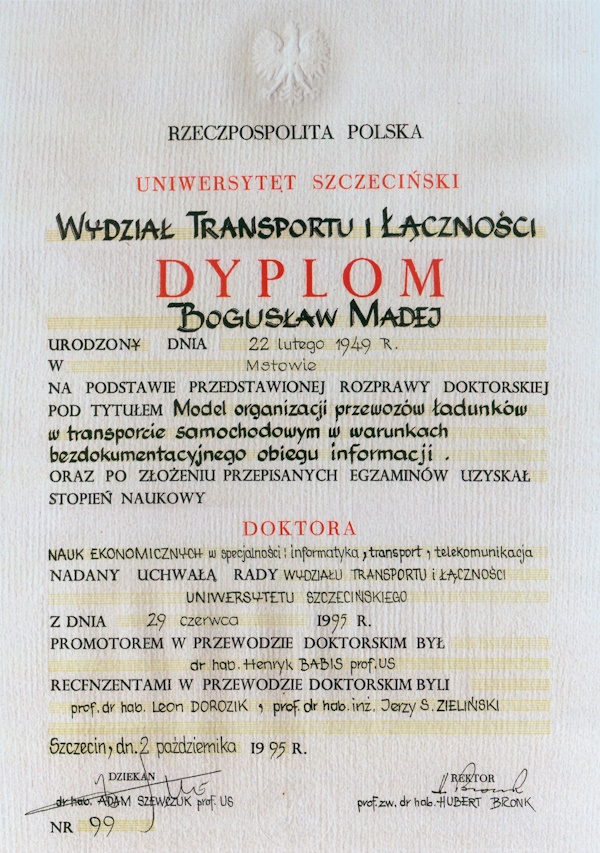 RZECZPOSPOLITA POLSKA
UNIWERSYTET SZCZECIŃSKI
WYDZIAŁ TRANSPORTU I ŁĄCZNOŚCI
DYPLOM
BOGUSŁAW MADEJ
URODZONY DNIA 22 lutego 1949 R.
W Mstowie
NA PODSTAWIE PRZEDSTAWIONEJ ROZPRAWY DOKTORSKIEJ
POD TYTUŁEM Model organizacji przewozów ładunków
w transporcie samochodowym w warunkach
bezdokumentacyjnego obiegu informacji .
ORAZ PO ZŁOŻENIU PRZEPISANYCH EGZAMINÓW UZYSKAŁ
STOPIEŃ NAUKOWY
DOKTORA
NAUK EKONOMICZNYCH w specjalności: informatyka, transport, telekomunikacja
NADANY UCHWAŁĄ RADY WYDZIAŁU TRANSPORTU i ŁĄCZNOŚCI
UNIWERSYTETU SZCZECIŃSKIEGO
Z DNIA 29 czerwca 1995 R.
PROMOTOREM W PRZEWODZIE DOKTORSKIM BYŁ
dr hab. Henryk BABIS prof. US
RECENZENTAMI W PRZEWODZIE DOKTORSKIM BYLI
prof. dr hab. Leon DOROZIK, prof. dr hab. inż. Jerzy S. ZIELIŃSKI
Szczecin, dn. 2 października 1995 R.
DZIEKAN REKTOR
dr hab. ADAM SZEWCZUK prof. US prof. zw. dr hab. HUBERT BRONK
NR 99